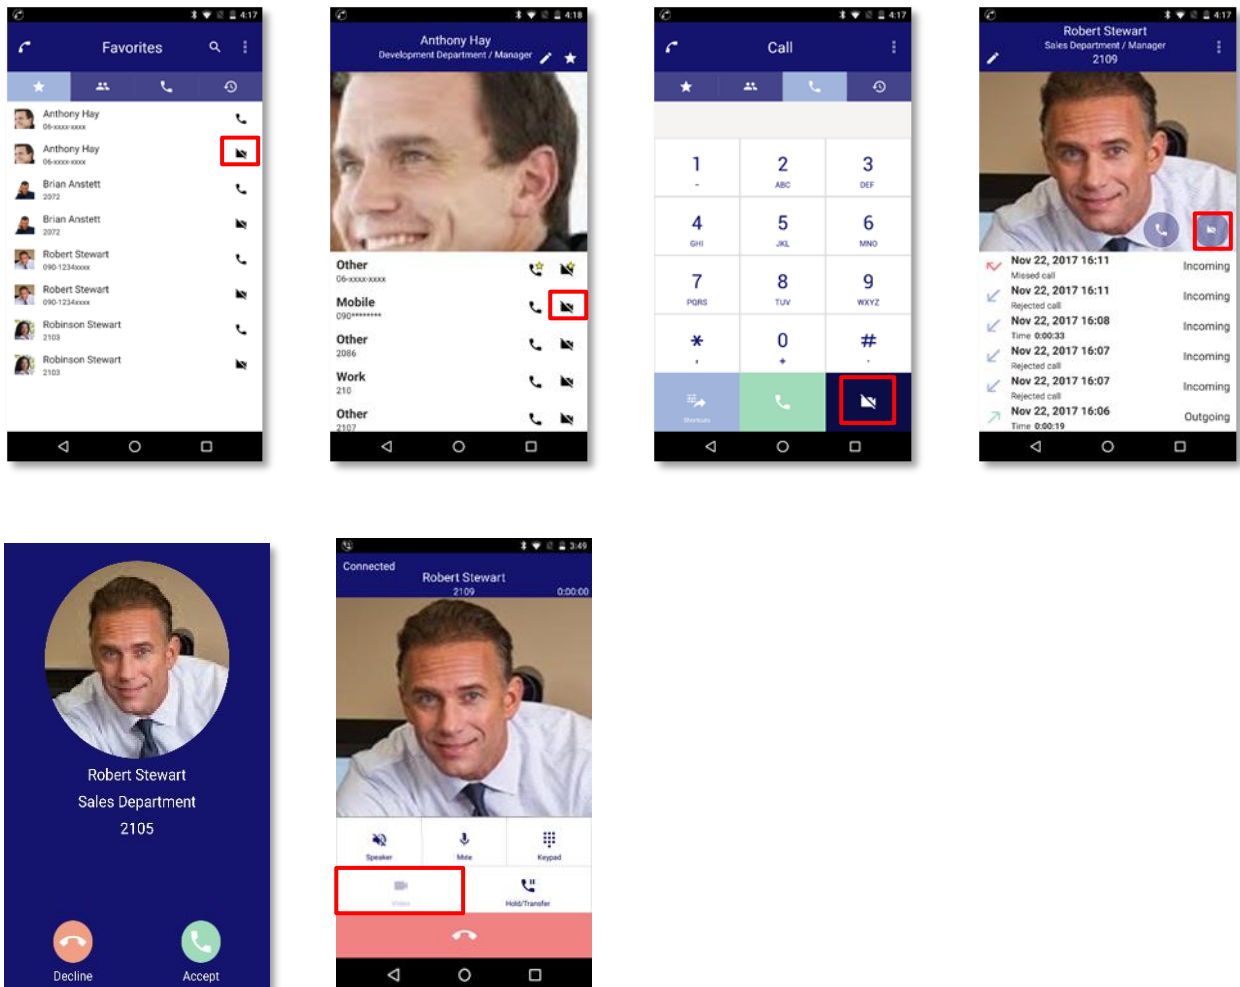 4:17
Favorites
Anthony Hay
06-xxxx-xxxx
Anthony Hay
06-xxxx-xxxx
Brian Anstett
2072
Brian Anstett
2072
Robert Stewart
090-1234xxxx
Robert Stewart
090-1234xxxx
Robinson Stewart
2103
Robinson Stewart
2103
4:18
Anthony Hay
Development Department / Manager
Other
06-xxxx-xxxx
Mobile
090********
Other
2086
Work
210
Other
2107
4:17
Call
1 2 3
- ABC DEF
4 5 6
GHI JKL MNO
7 8 9
PQRS TUV WXYZ
* 0 #
, + .
Shortcuts
4:17
Robert Stewart
Sales Department / Manager
2109
Nov 22, 2017 16:11 Incoming
Missed call
Nov 22, 2017 16:11 Incoming
Rejected call
Nov 22, 2017 16:08 Incoming
Time 0:00:33
Nov 22, 2017 16:07 Incoming
Rejected call
Nov 22, 2017 16:07 Incoming
Rejected call
Nov 22, 2017 16:06 Outgoing
Time 0:00:19
Robert Stewart
Sales Department
2105
Decline Accept
3:49
Connected
Robert Stewart
2109 0:00:00
Speaker Mute Keypad
Video Hold/Transfer